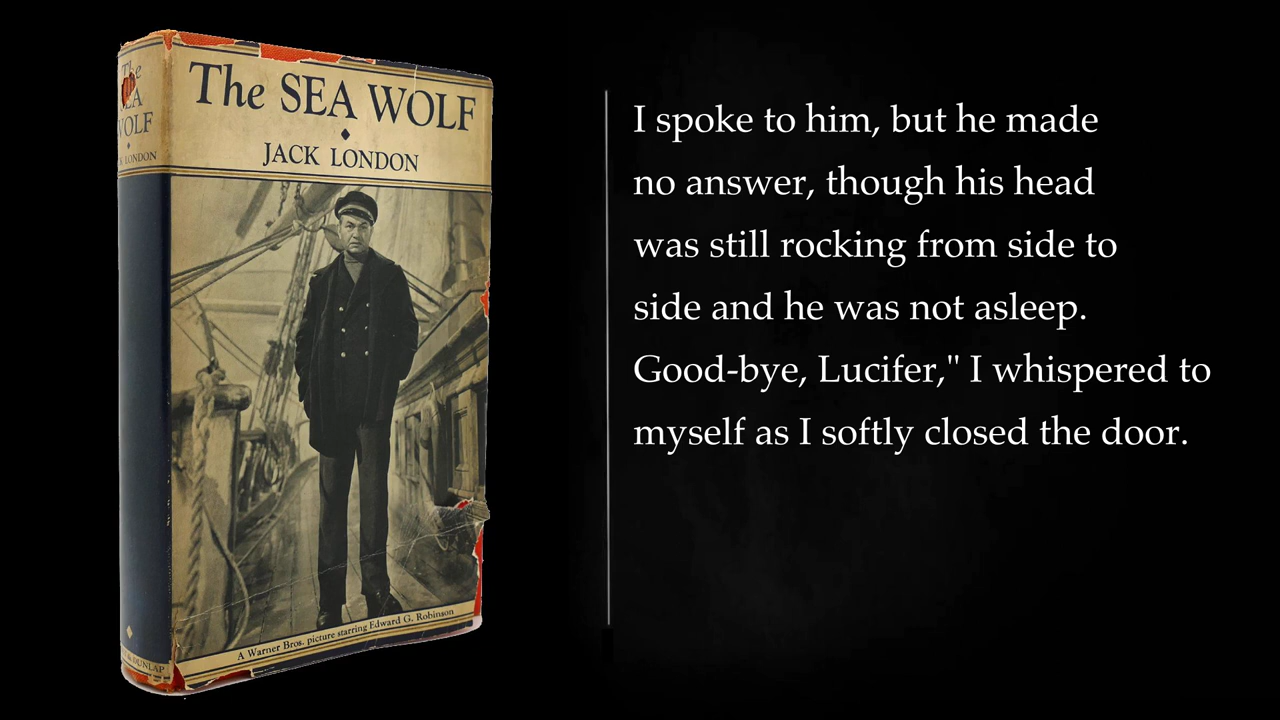 The SEA WOLF
JACK LONDON
The
SEA
WOLF
LONDON
DUNLAP
A Warner Bros. picture starring Edward G. Robinson
I spoke to him, but he made
no answer, though his head
was still rocking from side to
side and he was not asleep.
Good-bye, Lucifer," I whispered to
myself as I softly closed the door.